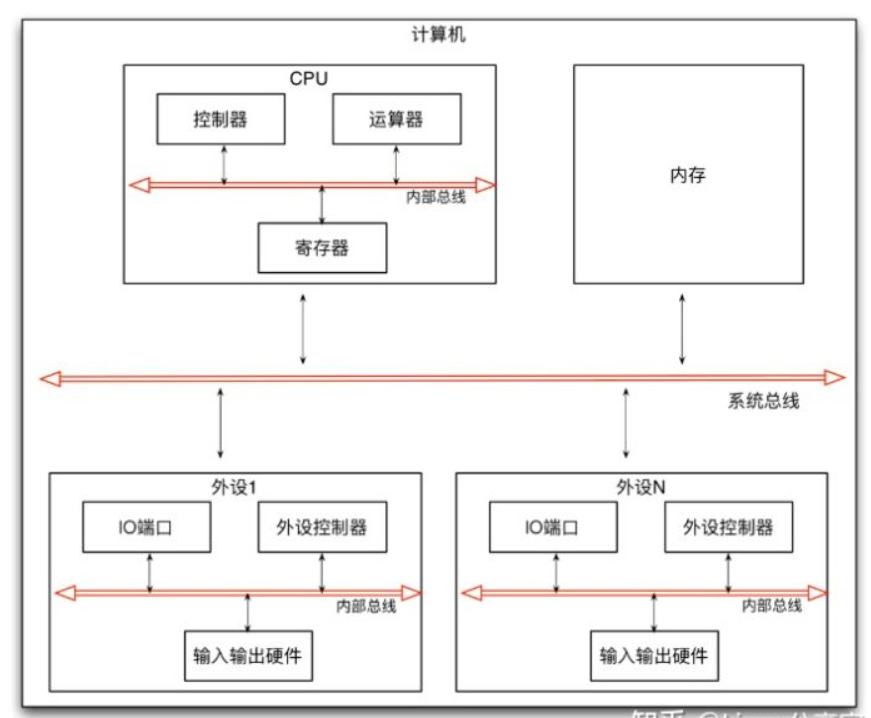 计算机
CPU
控制器
运算器
内部总线
寄存器
内存
系统总线
外设1
IO端口
外设控制器
内部总线
输入输出硬件
外设N
IO端口
外设控制器
内部总线
输入输出硬件